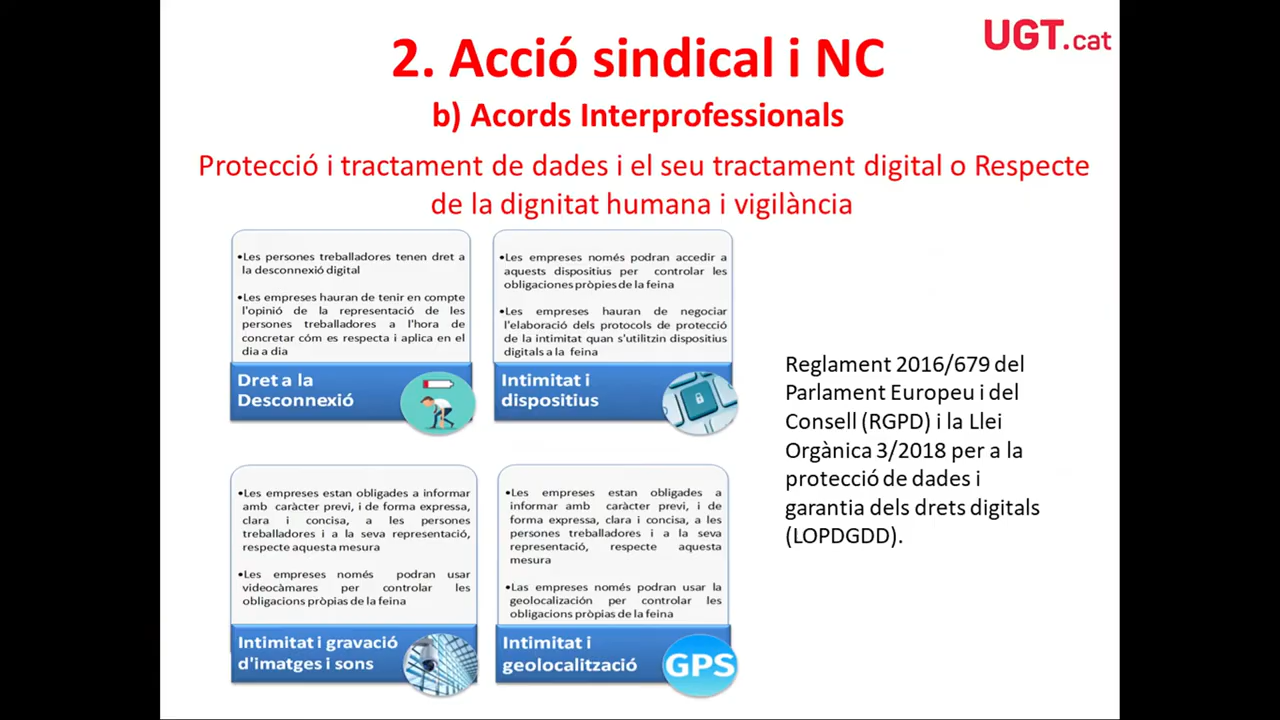 UGT.cat
2. Acció sindical i NC
b) Acords Interprofessionals
Protecció i tractament de dades i el seu tractament digital o Respecte
de la dignitat humana i vigilància
•Les persones treballadores tenen dret a
la desconnexió digital
•Les empreses hauran de tenir en compte
l'opinió de la representació de les
persones treballadores a l'hora de
concretar cóm es respecta i aplica en el
dia a dia
Dret a la
Desconnexió
•Les empreses només podran accedir a
aquests dispositius per controlar les
obligaciones pròpies de la feina
•Les empreses hauran de negociar
l'elaboració dels protocols de protecció
de la intimitat quan s'utilitzin dispositius
digitals a la feina
Intimitat i
dispositius
•Les empreses estan obligades a informar
amb caràcter previ, i de forma expressa,
clara i concisa, a les persones
treballadores i a la seva representació,
respecte aquesta mesura
•Les empreses només podran usar
videocàmares per controlar les
obligacions pròpias de la feina
Intimitat i gravació
d'imatges i sons
•Les empreses estan obligades a
informar amb caràcter previ, i de
forma expressa, clara i concisa, a les
persones treballadores i a la seva
representació, respecte aquesta
mesura
•Las empreses només podran usar la
geolocalización per controlar les
obligacions pròpias de la feina
Intimitat i
geolocalització
GPS
Reglament 2016/679 del
Parlament Europeu i del
Consell (RGPD) i la Llei
Orgànica 3/2018 per a la
protecció de dades i
garantia dels drets digitals
(LOPDGDD).